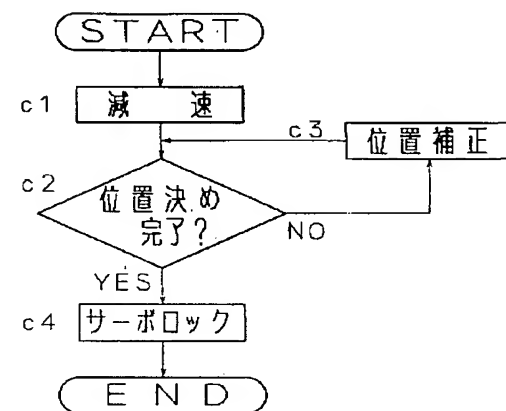 START
c1
減 速
c3
位置補正
c2
位置決め
完了?
NO
YES
c4
サーボロック
END